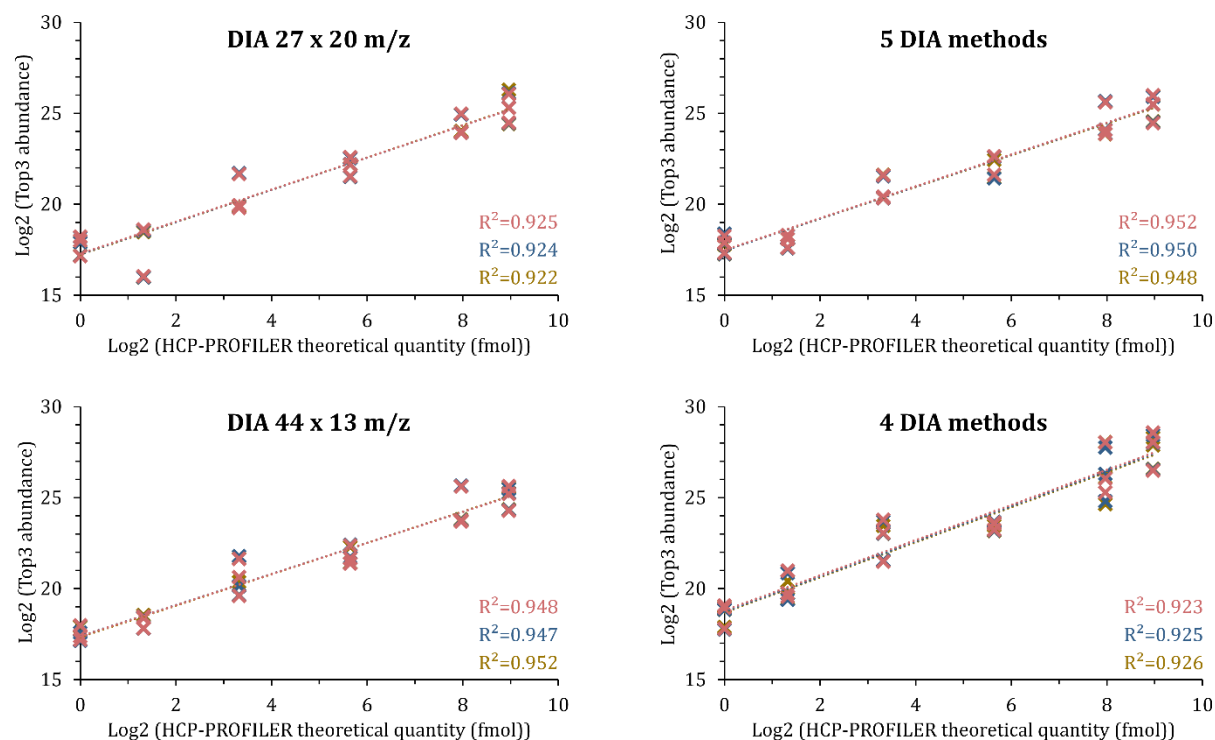 DIA 27 x 20 m/z
Log2 (Top3 abundance)
30
25
20
15
R²=0.925
R²=0.924
R²=0.922
0 2 4 6 8 10
Log2 (HCP-PROFILER theoretical quantity (fmol))
5 DIA methods
Log2 (Top3 abundance)
30
25
20
15
R²=0.952
R²=0.950
R²=0.948
0 2 4 6 8 10
Log2 (HCP-PROFILER theoretical quantity (fmol))
DIA 44 x 13 m/z
Log2 (Top3 abundance)
30
25
20
15
R²=0.948
R²=0.947
R²=0.952
0 2 4 6 8 10
Log2 (HCP-PROFILER theoretical quantity (fmol))
4 DIA methods
Log2 (Top3 abundance)
30
25
20
15
R²=0.923
R²=0.925
R²=0.926
0 2 4 6 8 10
Log2 (HCP-PROFILER theoretical quantity (fmol))